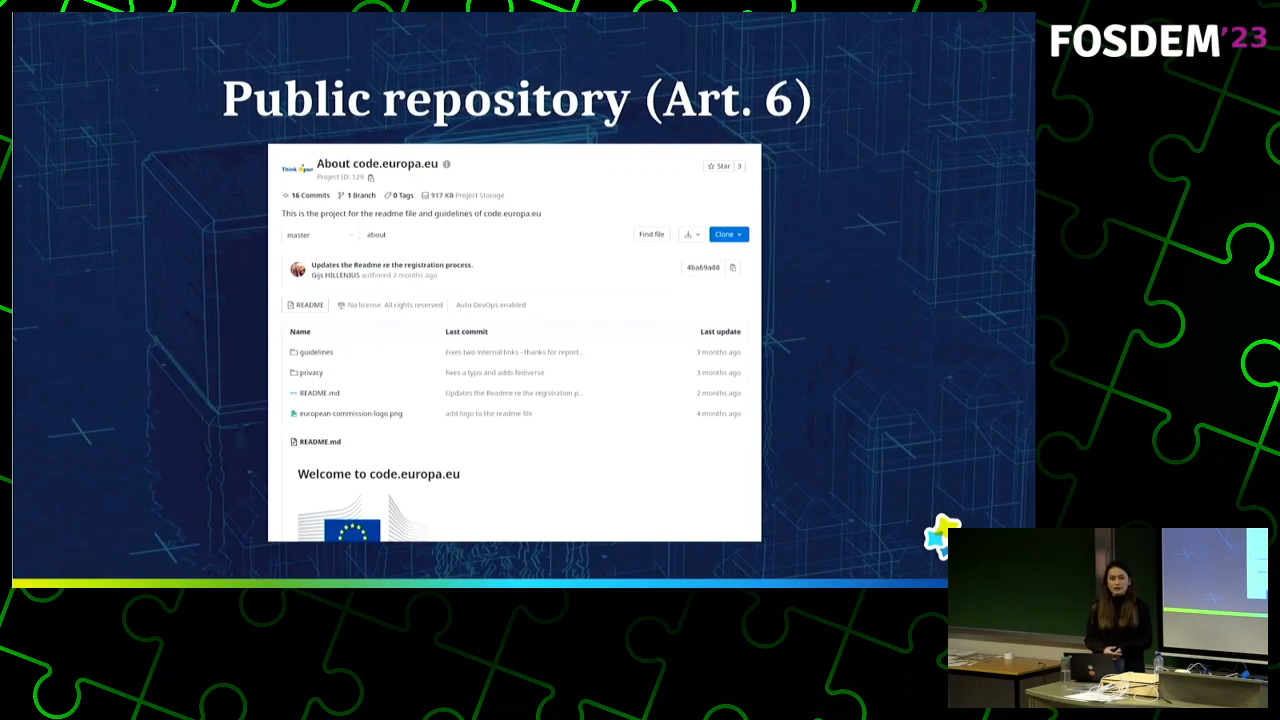 FOSDEM'23
Public repository (Art. 6)
About code.europa.eu
Project ID: 129
Star 3
16 Commits 1 Branch 0 Tags 917 KB Project Storage
This is the project for the readme file and guidelines of code.europa.eu
master about Find file Clone
Updates the Readme re the registration process.
Gijs HILLENIUS authored 2 months ago
4ba69a88
README No license. All rights reserved Auto DevOps enabled
Name Last commit Last update
guidelines Fixes two internal links - thanks for report... 3 months ago
privacy fixes a typo and adds fediverse 3 months ago
README.md Updates the Readme re the registration p... 2 months ago
european-commission-logo.png add logo to the readme file 4 months ago
README.md
Welcome to code.europa.eu